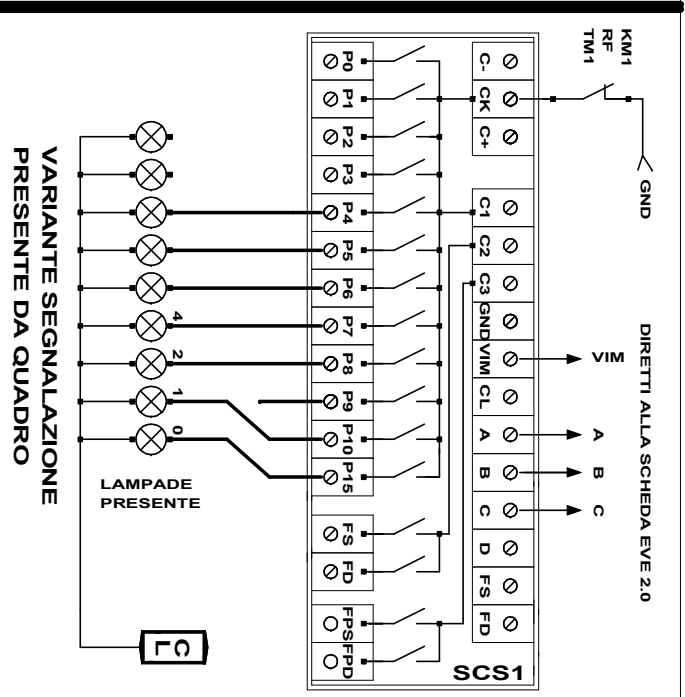 KM1
RF
TM1
GND
C-
CK
C+
C1
C2
C3
GND
VIM
CL
A
B
C
D
FS
FD
VIM
A
B
C
DIRETTI ALLA SCHEDA EVE 2.0
P0
P1
P2
P3
P4
P5
P6
P7
P8
P9
P10
P15
FS
FD
FPS
FPD
SCS1
4
2
1
0
LAMPADE
PRESENTE
CL
VARIANTE SEGNALAZIONE
PRESENTE DA QUADRO